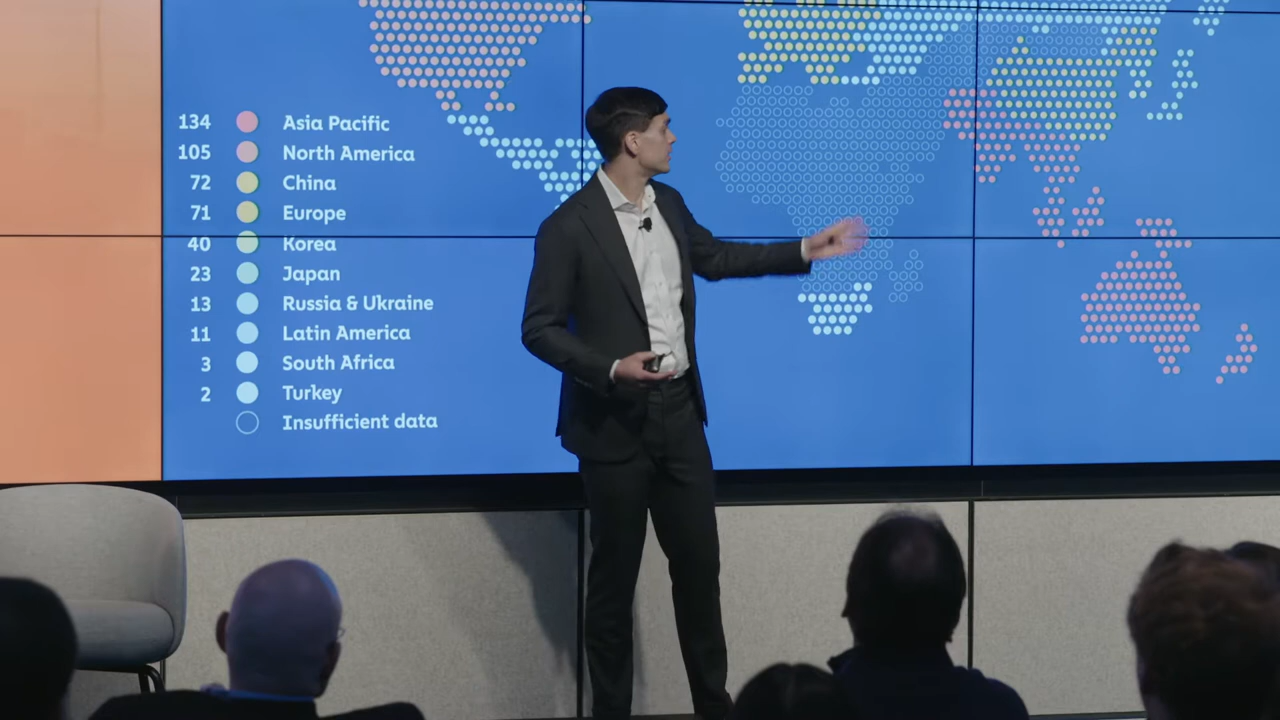 134 Asia Pacific
105 North America
72 China
71 Europe
40 Korea
23 Japan
13 Russia & Ukraine
11 Latin America
3 South Africa
2 Turkey
Insufficient data